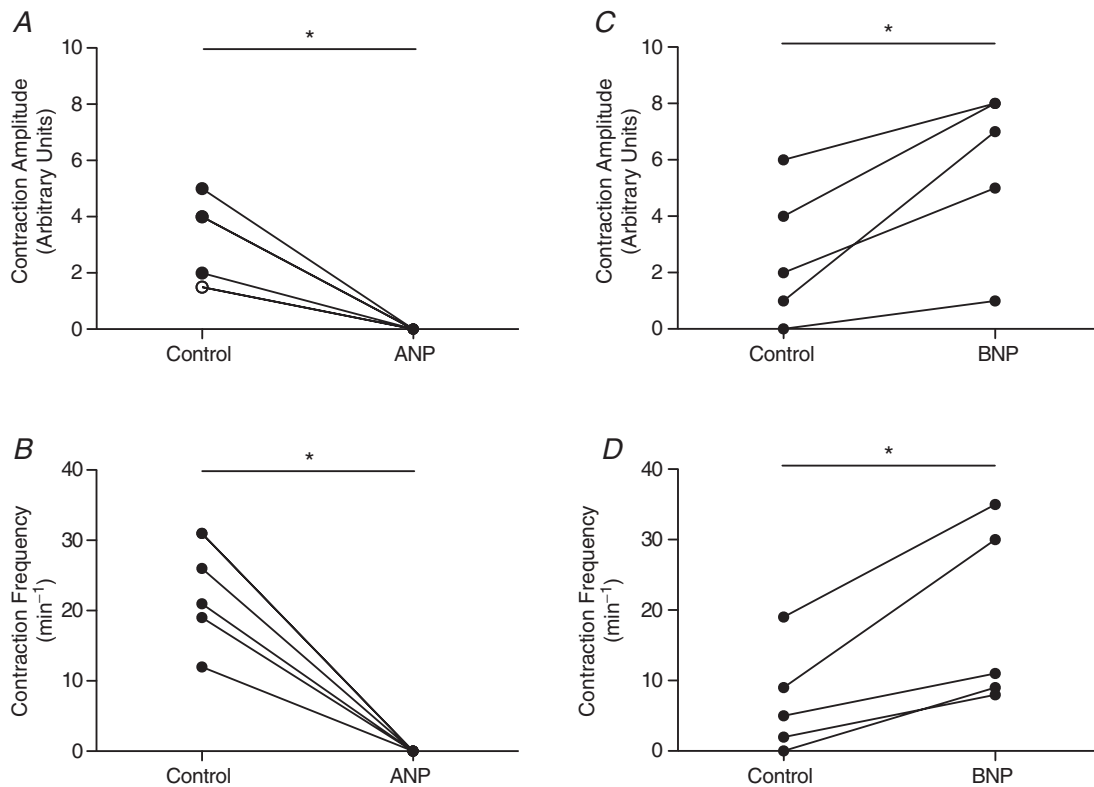 A
*
10
8
6
4
2
0
Contraction Amplitude
(Arbitrary Units)
Control
ANP
B
*
40
30
20
10
0
Contraction Frequency
(min⁻¹)
Control
ANP
C
*
10
8
6
4
2
0
Contraction Amplitude
(Arbitrary Units)
Control
BNP
D
*
40
30
20
10
0
Contraction Frequency
(min⁻¹)
Control
BNP